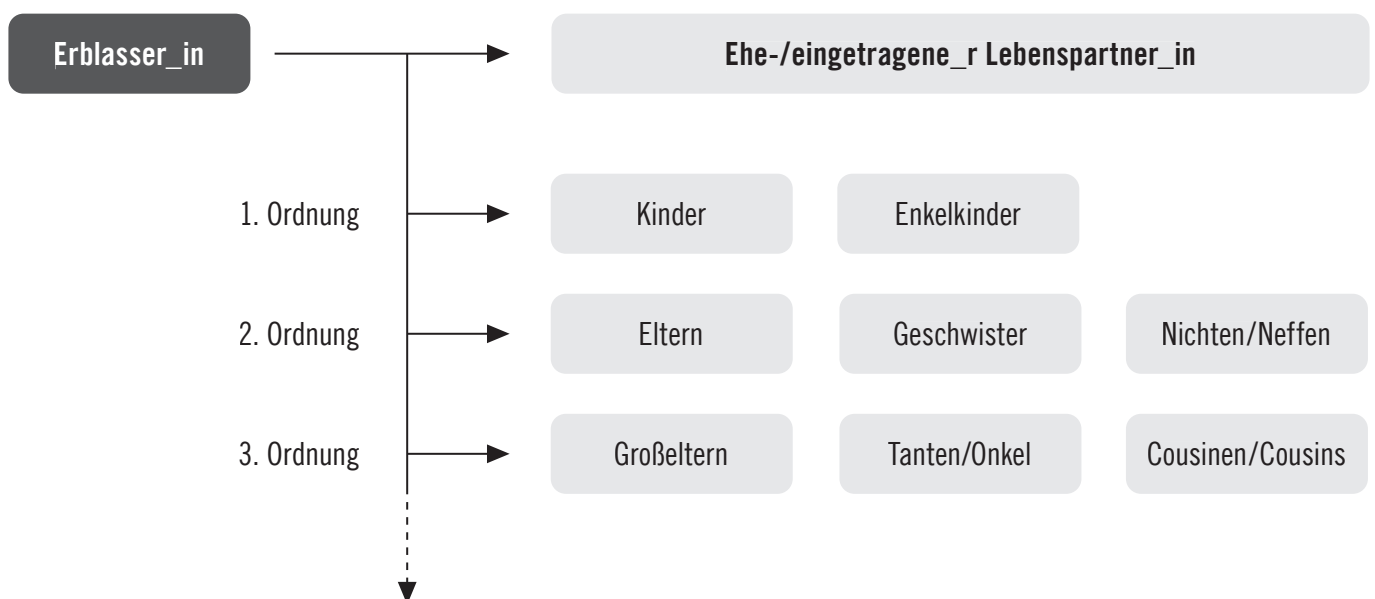 Erblasser_in
Ehe-/eingetragene_r Lebenspartner_in
1. Ordnung
Kinder
Enkelkinder
2. Ordnung
Eltern
Geschwister
Nichten/Neffen
3. Ordnung
Großeltern
Tanten/Onkel
Cousinen/Cousins